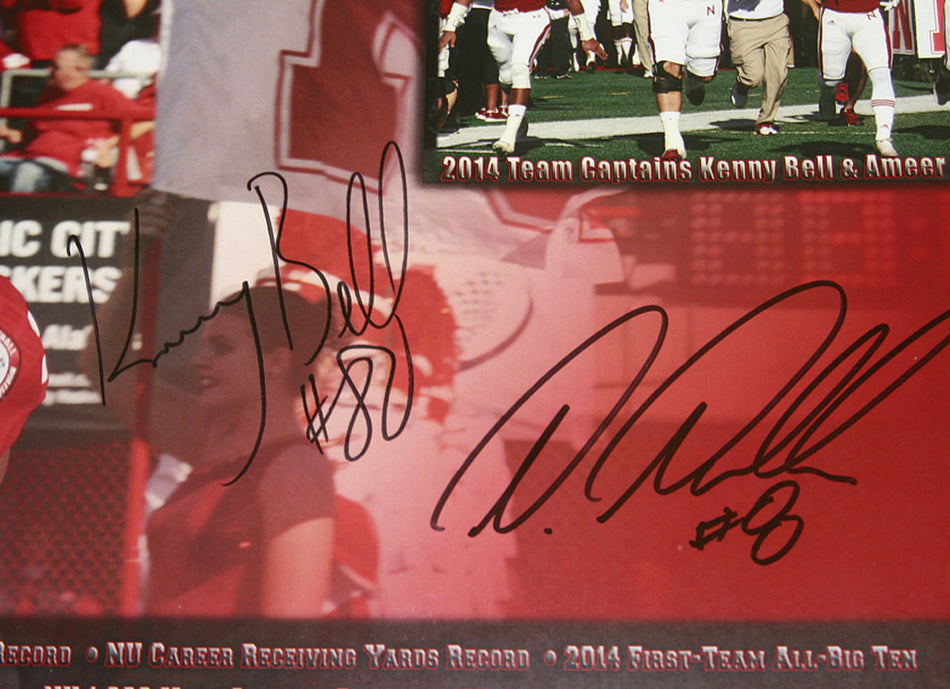 2014 Team Captains Kenny Bell & Ameer
IC CIT
KERS
Kenny Bell
#80
#8
Record • NU Career Receiving Yards Record • 2014 First-Team All-Big Ten